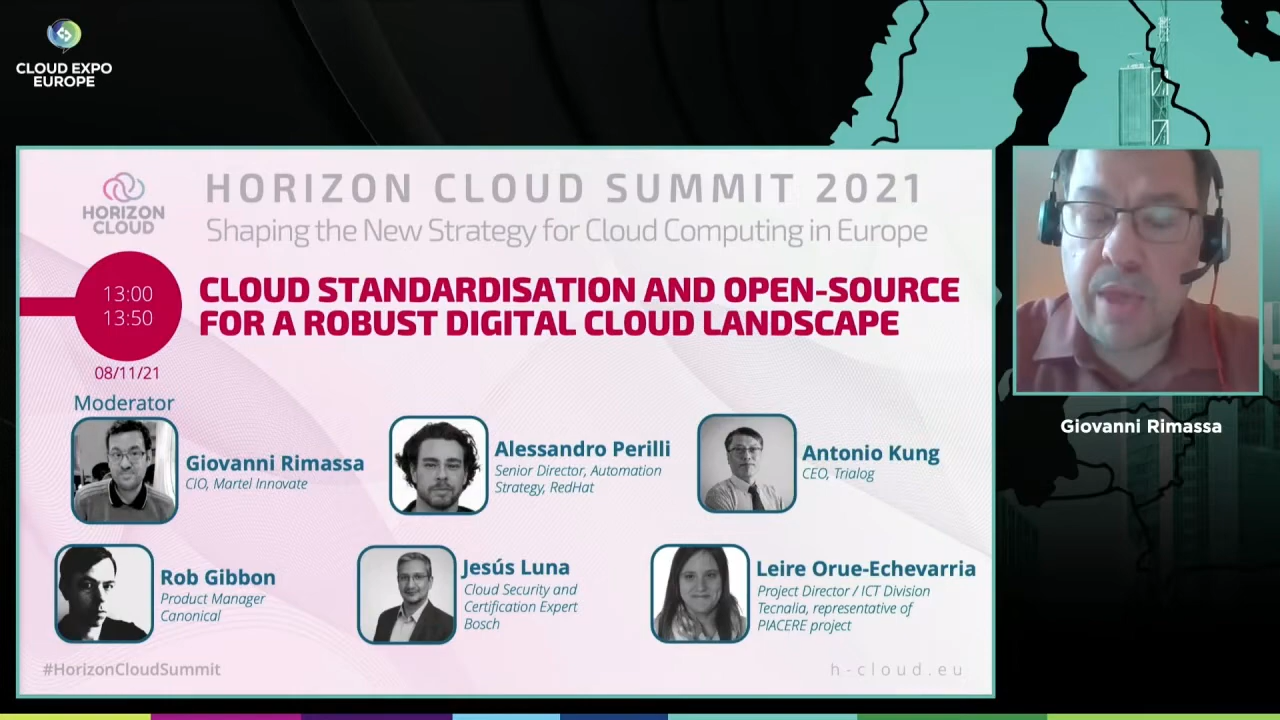 CLOUD EXPO
EUROPE
HORIZON
CLOUD
HORIZON CLOUD SUMMIT 2021
Shaping the New Strategy for Cloud Computing in Europe
13:00
13:50
08/11/21
CLOUD STANDARDISATION AND OPEN-SOURCE
FOR A ROBUST DIGITAL CLOUD LANDSCAPE
Moderator
Giovanni Rimassa
CIO, Martel Innovate
Alessandro Perilli
Senior Director, Automation
Strategy, RedHat
Antonio Kung
CEO, Trialog
Rob Gibbon
Product Manager
Canonical
Jesús Luna
Cloud Security and
Certification Expert
Bosch
Leire Orue-Echevarria
Project Director / ICT Division
Tecnalia, representative of
PIACERE project
#HorizonCloudSummit
h-cloud.eu
Giovanni Rimassa